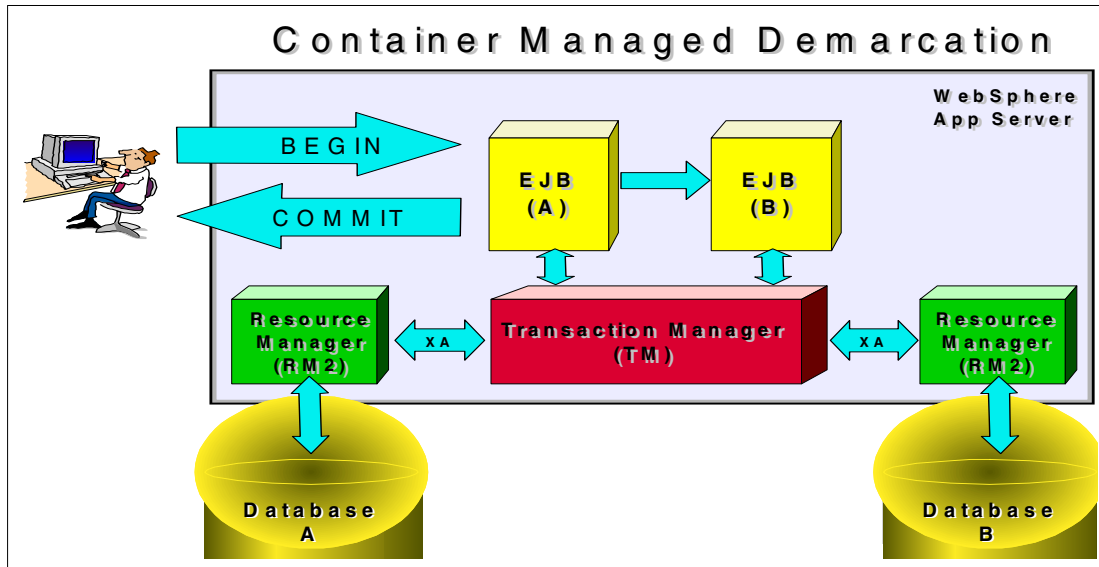 Container Managed Demarcation
WebSphere
App Server
BEGIN
COMMIT
EJB
(A)
EJB
(B)
Resource
Manager
(RM2)
XA
Transaction Manager
(TM)
XA
Resource
Manager
(RM2)
Database
A
Database
B